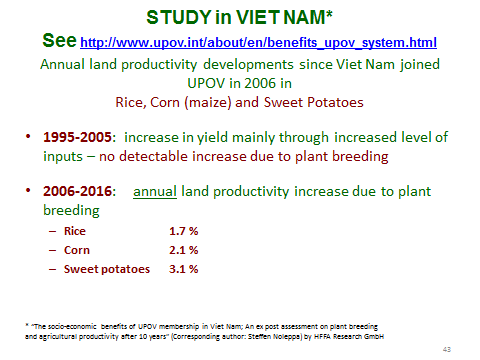 STUDY in VIET NAM*
See http://www.upov.int/about/en/benefits_upov_system.html
Annual land productivity developments since Viet Nam joined
UPOV in 2006 in
Rice, Corn (maize) and Sweet Potatoes
• 1995-2005: increase in yield mainly through increased level of
inputs – no detectable increase due to plant breeding
• 2006-2016: annual land productivity increase due to plant
breeding
– Rice 1.7 %
– Corn 2.1 %
– Sweet potatoes 3.1 %
* "The socio-economic benefits of UPOV membership in Viet Nam; An ex post assessment on plant breeding
and agricultural productivity after 10 years" (Corresponding author: Steffen Noleppa) by HFFA Research GmbH
43